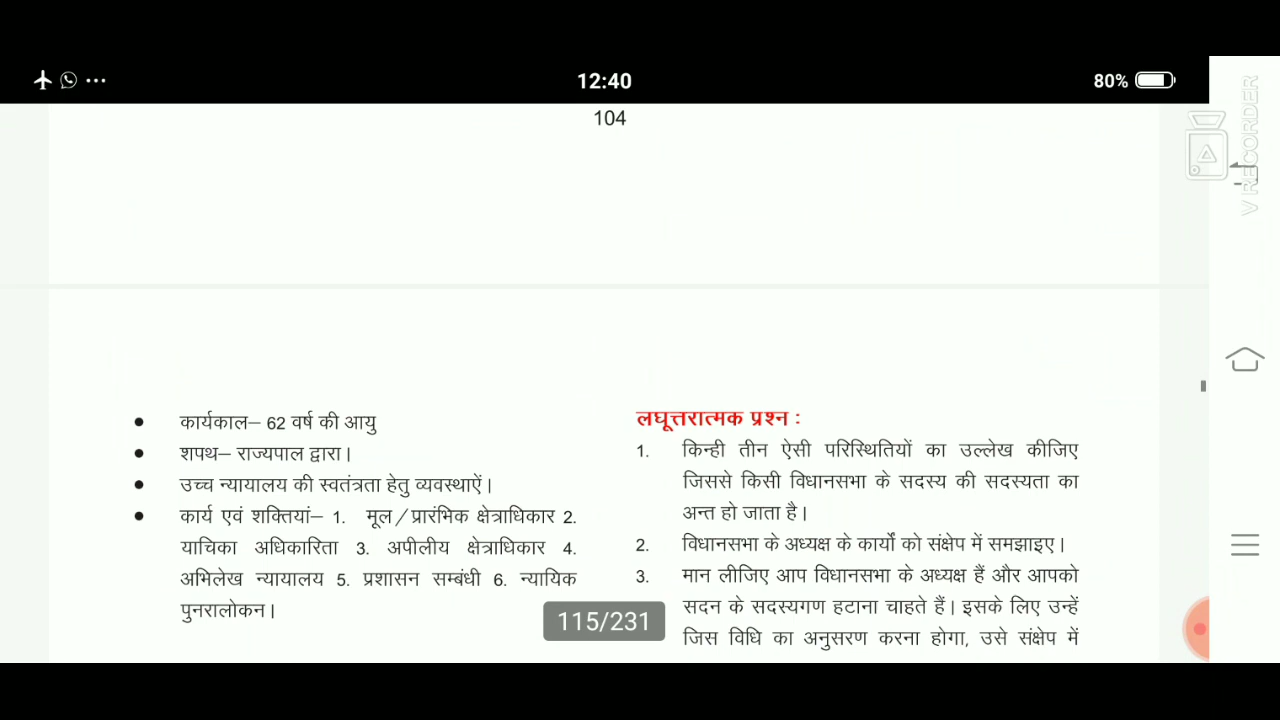 12:40
80%
V RECORDER
104
कार्यकाल– 62 वर्ष की आयु
शपथ– राज्यपाल द्वारा।
उच्च न्यायालय की स्वतंत्रता हेतु व्यवस्थाऐं।
कार्य एवं शक्तियां– 1. मूल/प्रारंभिक क्षेत्राधिकार 2.
याचिका अधिकारिता 3. अपीलीय क्षेत्राधिकार 4.
अभिलेख न्यायालय 5. प्रशासन सम्बंधी 6. न्यायिक
पुनरालोकन।
लघूत्तरात्मक प्रश्न :
1. किन्ही तीन ऐसी परिस्थितियों का उल्लेख कीजिए
जिससे किसी विधानसभा के सदस्य की सदस्यता का
अन्त हो जाता है।
2. विधानसभा के अध्यक्ष के कार्यों को संक्षेप में समझाइए।
3. मान लीजिए आप विधानसभा के अध्यक्ष हैं और आपको
सदन के सदस्यगण हटाना चाहते हैं। इसके लिए उन्हें
जिस विधि का अनुसरण करना होगा, उसे संक्षेप में
115/231